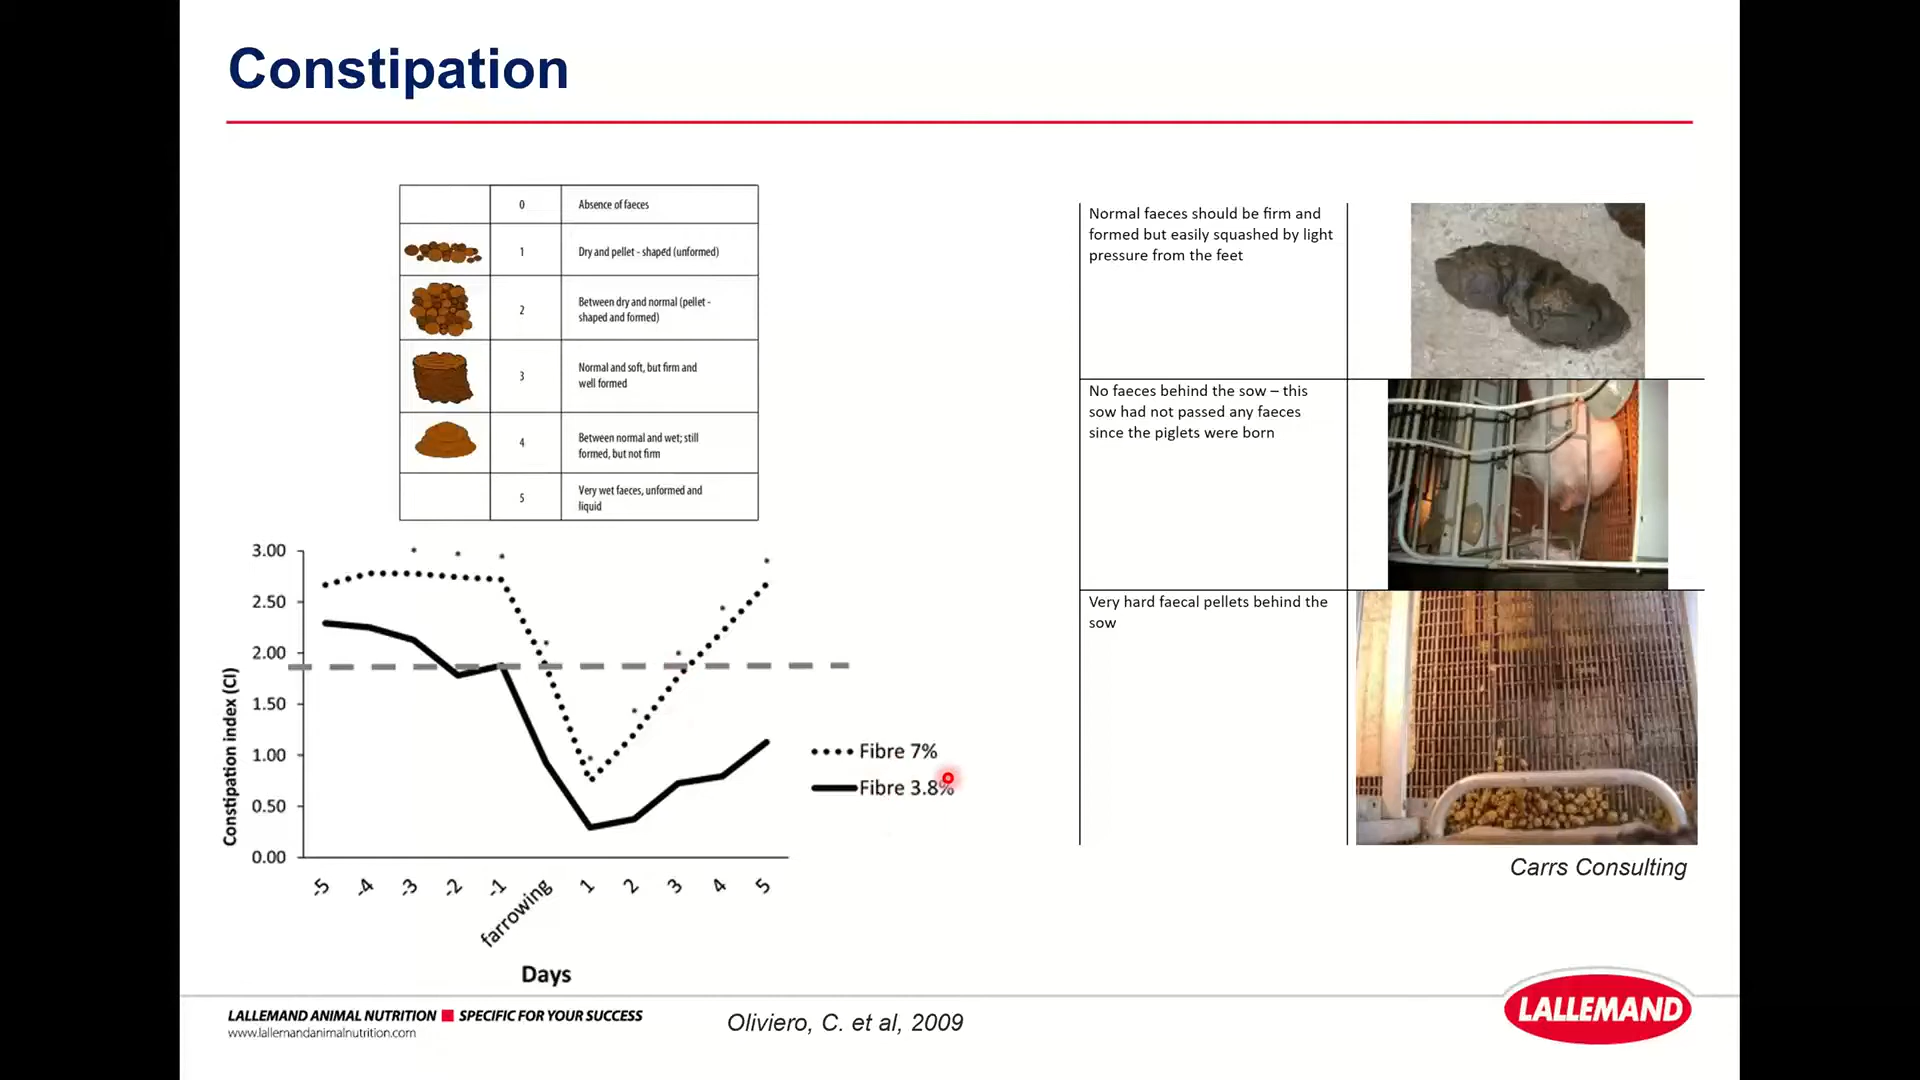 Constipation
0
Absence of faeces
1
Dry and pellet - shaped (unformed)
2
Between dry and normal (pellet -
shaped and formed)
3
Normal and soft, but firm and
well formed
4
Between normal and wet; still
formed, but not firm
5
Very wet faeces, unformed and
liquid
Normal faeces should be firm and
formed but easily squashed by light
pressure from the feet
No faeces behind the sow – this
sow had not passed any faeces
since the piglets were born
Very hard faecal pellets behind the
sow
Carrs Consulting
Constipation index (CI)
3.00
2.50
2.00
1.50
1.00
0.50
0.00
* * * * * * * * * *
Fibre 7%
Fibre 3.8%
-5 -4 -3 -2 -1 farrowing 1 2 3 4 5
Days
LALLEMAND ANIMAL NUTRITION ■ SPECIFIC FOR YOUR SUCCESS
www.lallemandanimalnutrition.com
Oliviero, C. et al, 2009
LALLEMAND